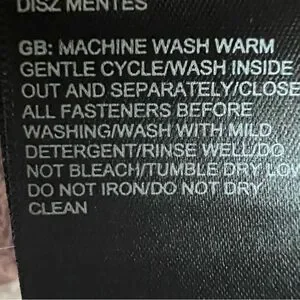 DISZ MENTES
GB: MACHINE WASH WARM
GENTLE CYCLE/WASH INSIDE
OUT AND SEPARATELY/CLOSE
ALL FASTENERS BEFORE
WASHING/WASH WITH MILD
DETERGENT/RINSE WELL/DO
NOT BLEACH/TUMBLE DRY LOW
DO NOT IRON/DO NOT DRY
CLEAN